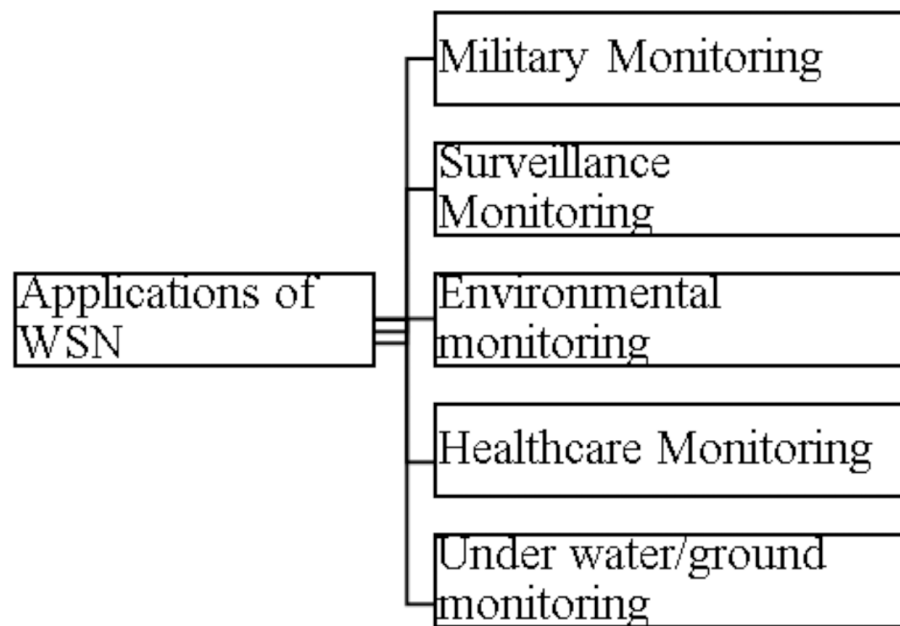 Military Monitoring
Surveillance
Monitoring
Applications of
WSN
Environmental
monitoring
Healthcare Monitoring
Under water/ground
monitoring